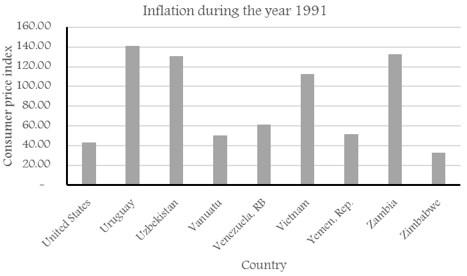 Inflation during the year 1991
Consumer price index
160.00
140.00
120.00
100.00
80.00
60.00
40.00
20.00
-
United States
Uruguay
Uzbekistan
Vanuatu
Venezuela, RB
Vietnam
Yemen, Rep.
Zambia
Zimbabwe
Country